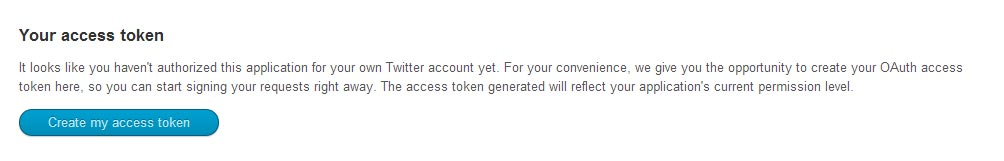 Your access token
It looks like you haven't authorized this application for your own Twitter account yet. For your convenience, we give you the opportunity to create your OAuth access
token here, so you can start signing your requests right away. The access token generated will reflect your application's current permission level.
Create my access token